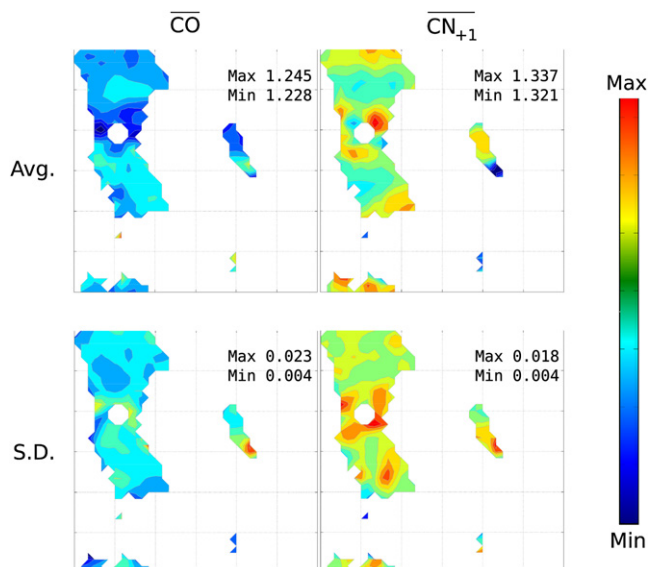 CO
CN+1
Max 1.245
Min 1.228
Max 1.337
Min 1.321
Max
Avg.
Max 0.023
Min 0.004
Max 0.018
Min 0.004
S.D.
Min